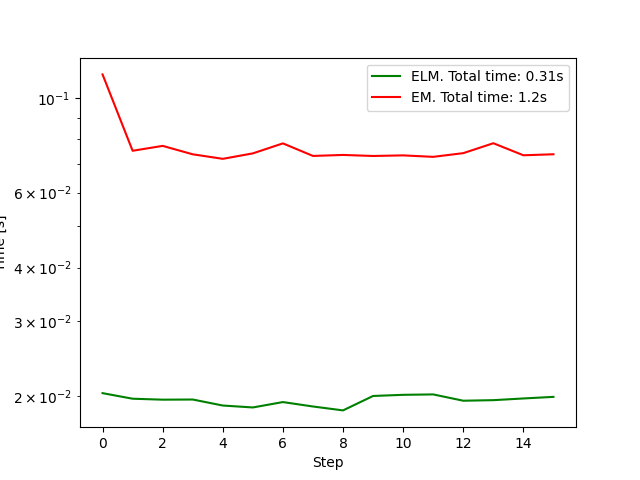 ELM. Total time: 0.31s
EM. Total time: 1.2s
10⁻¹
6 × 10⁻²
4 × 10⁻²
3 × 10⁻²
2 × 10⁻²
0 2 4 6 8 10 12 14
Step